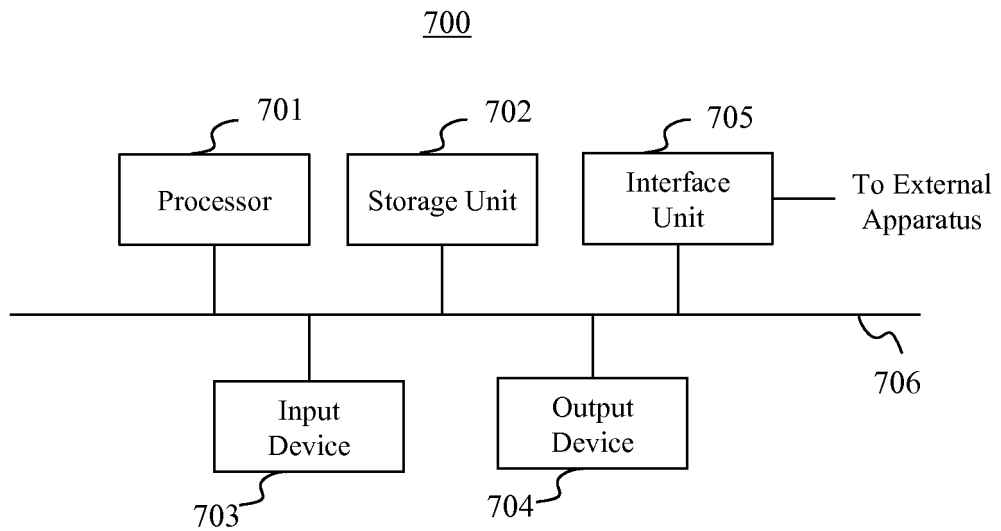 700
701
702
705
Processor
Storage Unit
Interface
Unit
To External
Apparatus
706
Input
Device
Output
Device
703
704